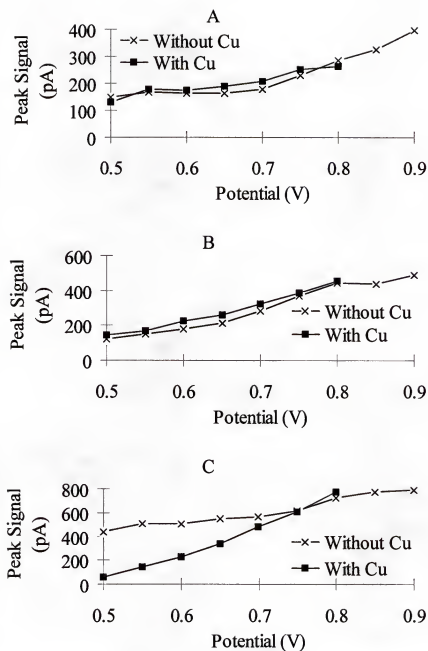 A
Peak Signal
(pA)
400
300
200
100
0
Without Cu
With Cu
0.5 0.6 0.7 0.8 0.9
Potential (V)
B
Peak Signal
(pA)
600
400
200
0
Without Cu
With Cu
0.5 0.6 0.7 0.8 0.9
Potential (V)
C
Peak Signal
(pA)
800
600
400
200
0
Without Cu
With Cu
0.5 0.6 0.7 0.8 0.9
Potential (V)